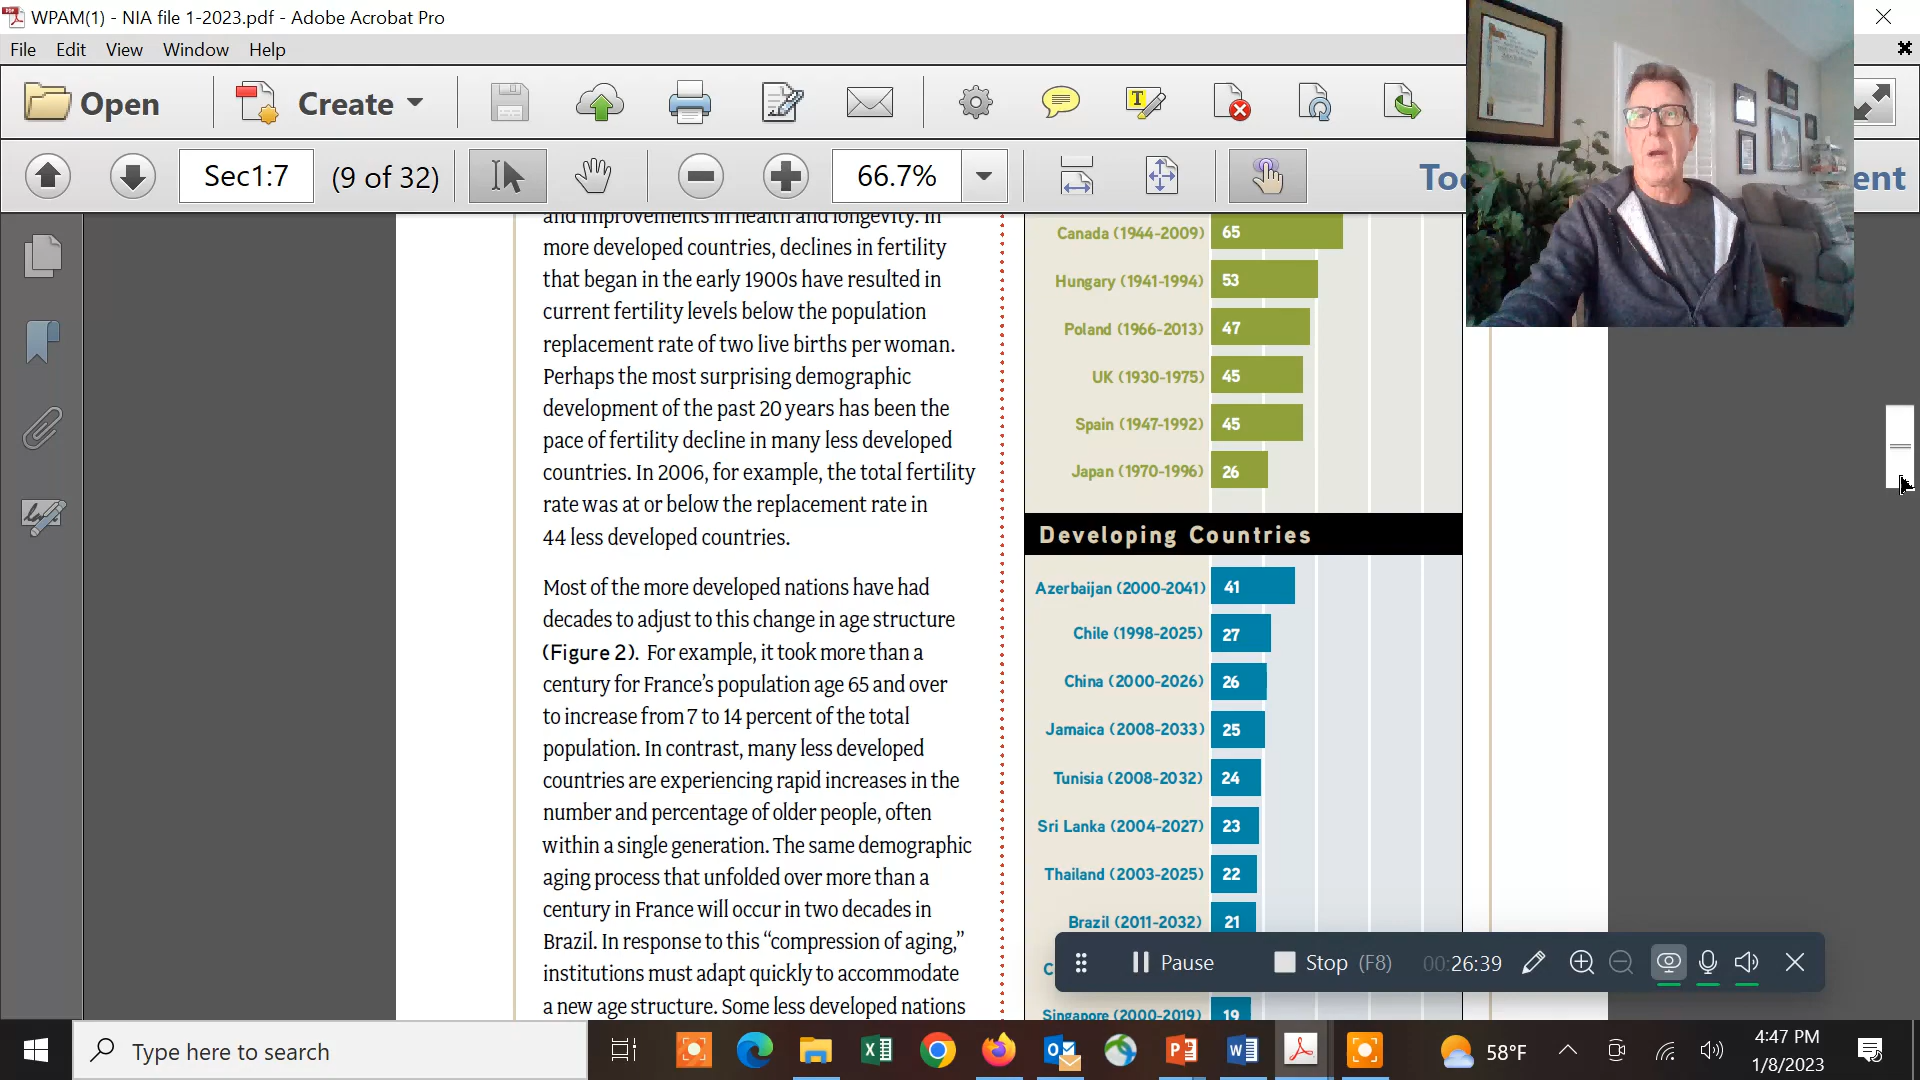 WPAM(1) - NIA file 1-2023.pdf - Adobe Acrobat Pro
File Edit View Window Help
Open Create
Sec1:7 (9 of 32) 66.7%
and improvements in health and longevity. In
more developed countries, declines in fertility
that began in the early 1900s have resulted in
current fertility levels below the population
replacement rate of two live births per woman.
Perhaps the most surprising demographic
development of the past 20 years has been the
pace of fertility decline in many less developed
countries. In 2006, for example, the total fertility
rate was at or below the replacement rate in
44 less developed countries.
Most of the more developed nations have had
decades to adjust to this change in age structure
(Figure 2). For example, it took more than a
century for France’s population age 65 and over
to increase from 7 to 14 percent of the total
population. In contrast, many less developed
countries are experiencing rapid increases in the
number and percentage of older people, often
within a single generation. The same demographic
aging process that unfolded over more than a
century in France will occur in two decades in
Brazil. In response to this “compression of aging,”
institutions must adapt quickly to accommodate
a new age structure. Some less developed nations
Canada (1944-2009) 65
Hungary (1941-1994) 53
Poland (1966-2013) 47
UK (1930-1975) 45
Spain (1947-1992) 45
Japan (1970-1996) 26
Developing Countries
Azerbaijan (2000-2041) 41
Chile (1998-2025) 27
China (2000-2026) 26
Jamaica (2008-2033) 25
Tunisia (2008-2032) 24
Sri Lanka (2004-2027) 23
Thailand (2003-2025) 22
Brazil (2011-2032) 21
Singapore (2000-2019) 19
Pause Stop (F8) 00:26:39
Type here to search
58°F
4:47 PM
1/8/2023